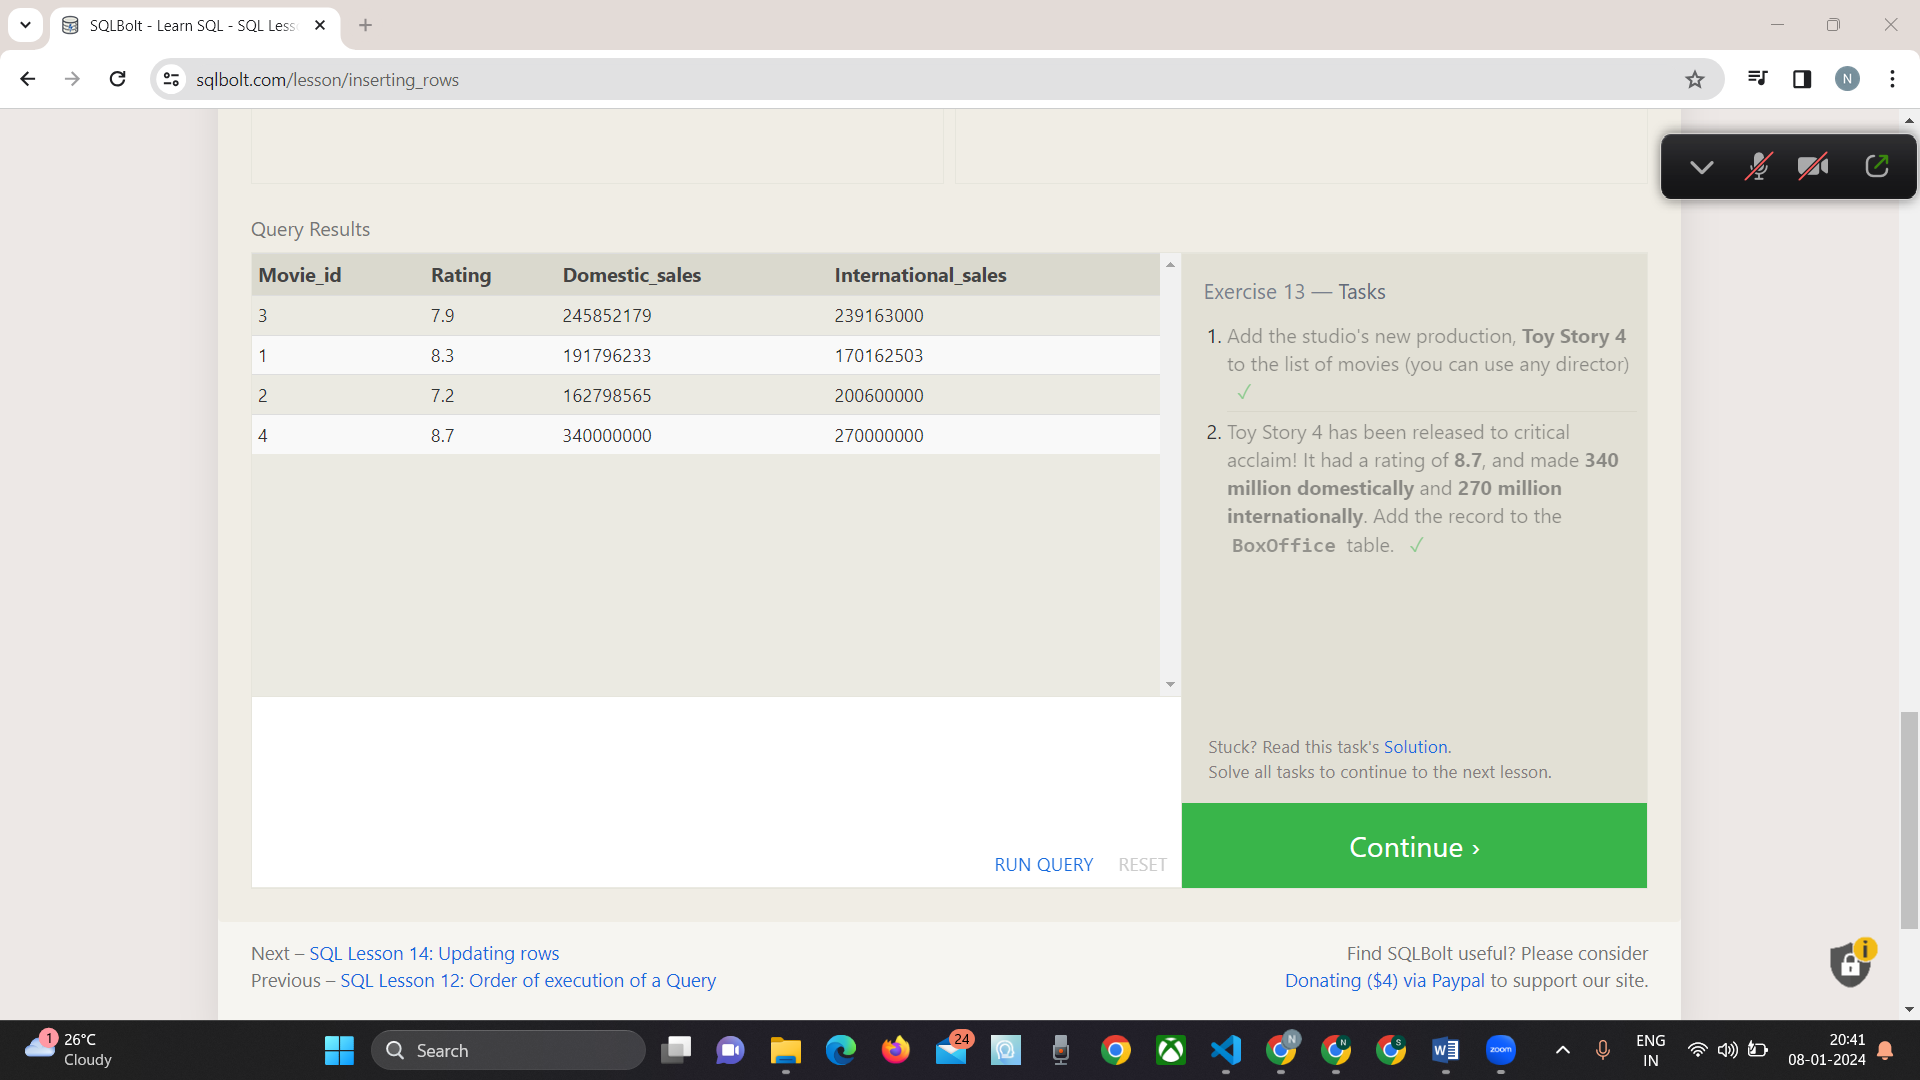 SQLBolt - Learn SQL - SQL Less
sqlbolt.com/lesson/inserting_rows
N
Query Results
Movie_id Rating Domestic_sales International_sales
3 7.9 245852179 239163000
1 8.3 191796233 170162503
2 7.2 162798565 200600000
4 8.7 340000000 270000000
Exercise 13 — Tasks
1. Add the studio's new production, Toy Story 4
to the list of movies (you can use any director)
✓
2. Toy Story 4 has been released to critical
acclaim! It had a rating of 8.7, and made 340
million domestically and 270 million
internationally. Add the record to the
BoxOffice table. ✓
Stuck? Read this task's Solution.
Solve all tasks to continue to the next lesson.
RUN QUERY RESET
Continue ›
Next – SQL Lesson 14: Updating rows
Previous – SQL Lesson 12: Order of execution of a Query
Find SQLBolt useful? Please consider
Donating ($4) via Paypal to support our site.
1
26°C
Cloudy
Search
24
N
N
S
zoom
ENG
IN
20:41
08-01-2024